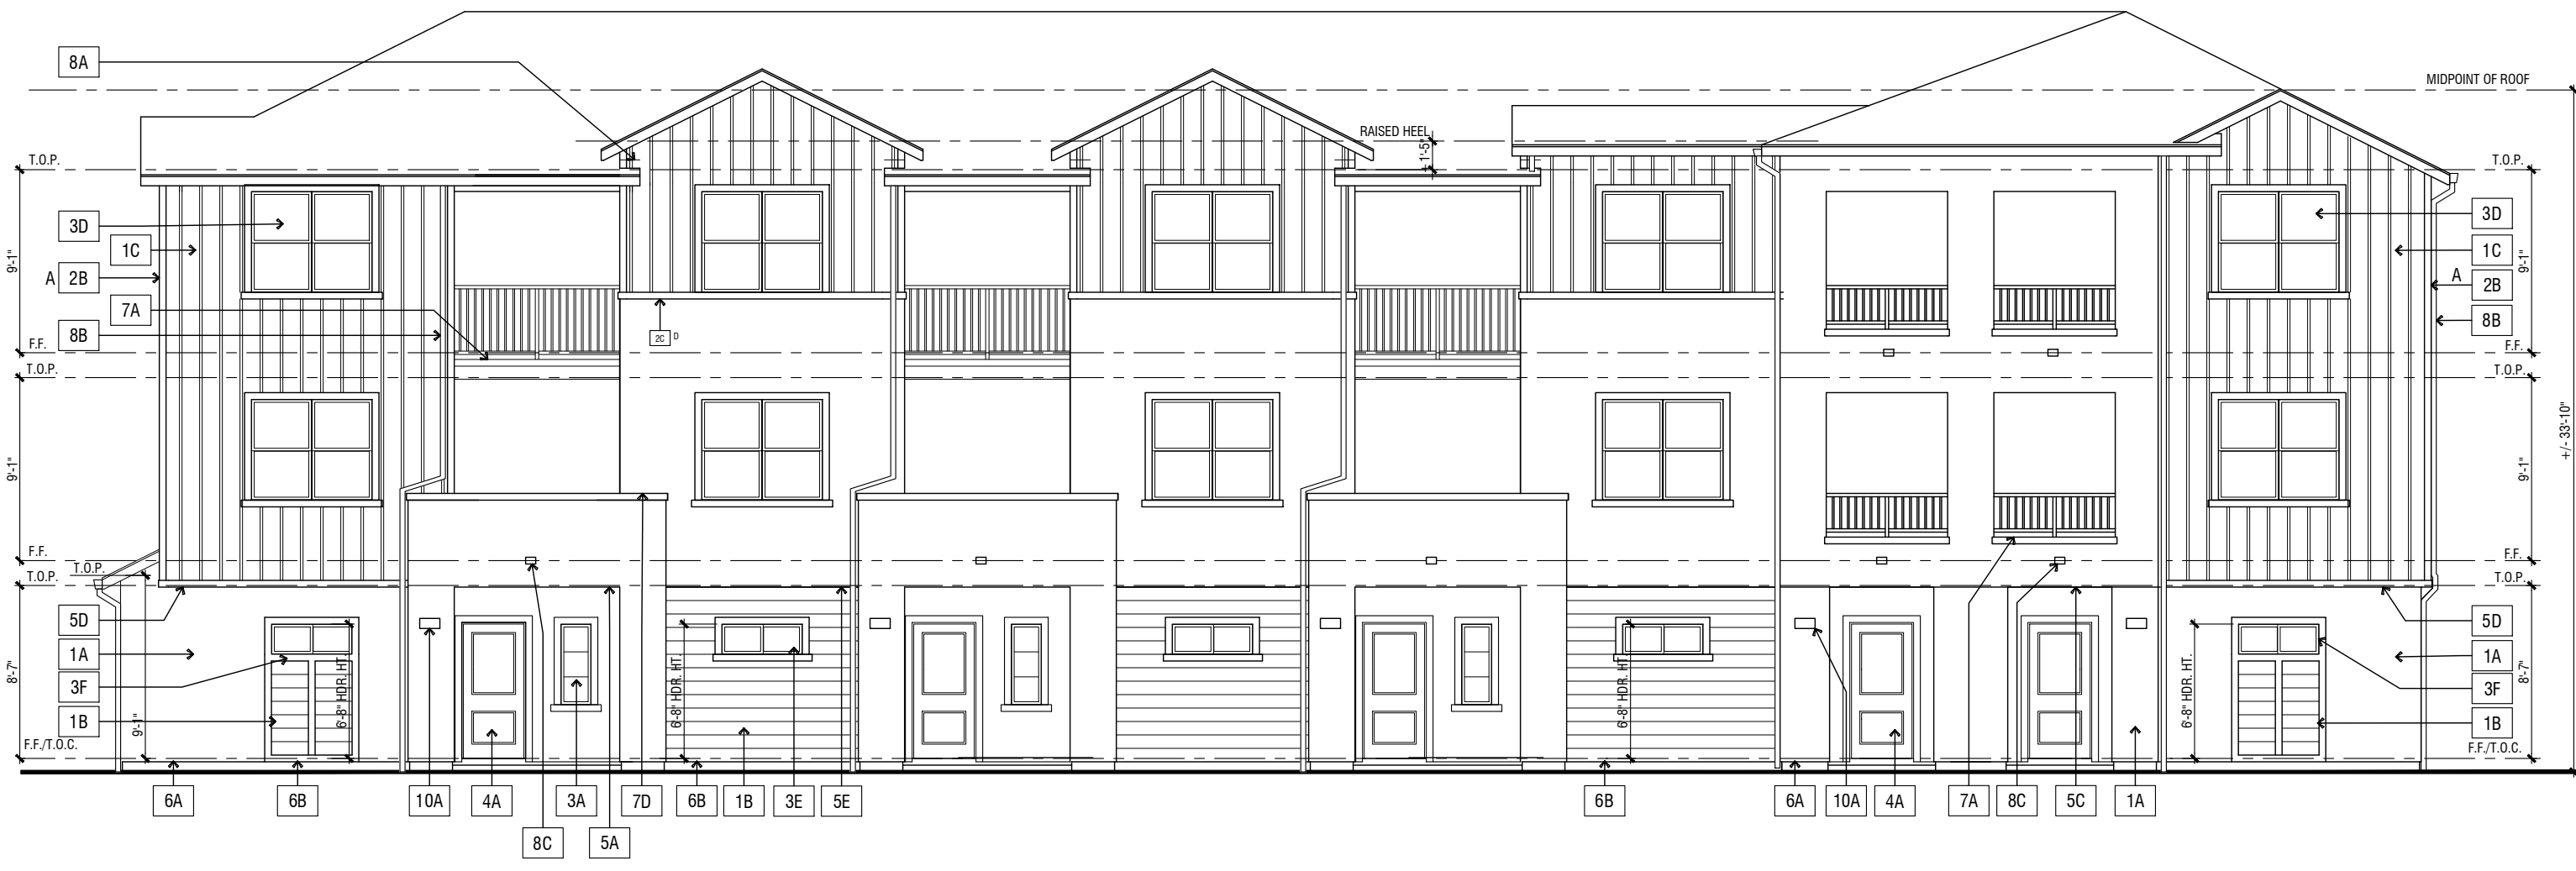 8A
MIDPOINT OF ROOF
RAISED HEEL
1'-5"
T.O.P.
T.O.P.
3D
3D
1C
1C
9'-1"
9'-1"
A 2B
A
2B
7A
8B
8B
2C D
F.F.
F.F.
T.O.P.
T.O.P.
+/- 33'-10"
9'-1"
9'-1"
F.F.
F.F.
T.O.P.
T.O.P.
T.O.P.
5D
5D
1A
1A
3F
3F
1B
1B
8'-7"
8'-7"
9'-1"
6'-8" HDR. HT.
6'-8" HDR. HT.
6'-8" HDR. HT.
6'-8" HDR. HT.
F.F./T.O.C.
F.F./T.O.C.
6A
6B
10A
4A
3A
7D
6B
1B
3E
5E
6B
6A
10A
4A
7A
8C
5C
1A
8C
5A